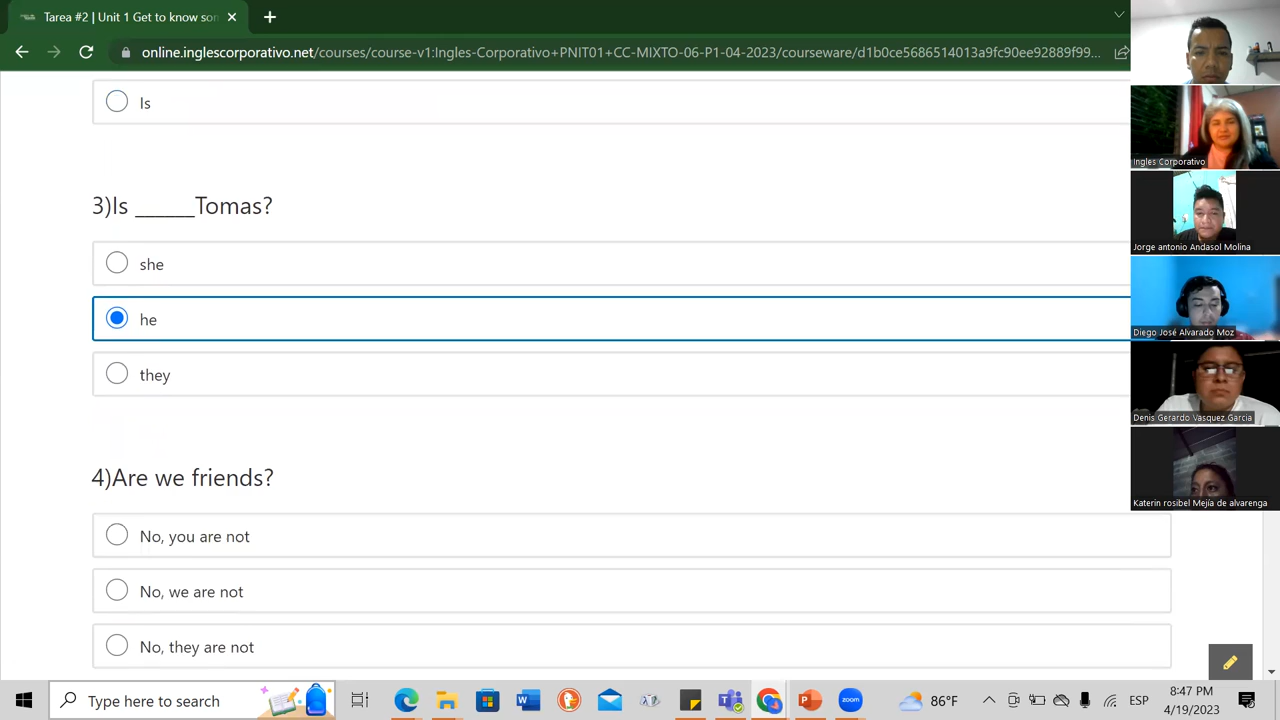 Tarea #2 | Unit 1 Get to know son
online.inglescorporativo.net/courses/course-v1:Ingles-Corporativo+PNIT01+CC-MIXTO-06-P1-04-2023/courseware/d1b0ce5686514013a9fc90ee92889f99...
Is
3)Is ______Tomas?
she
he
they
4)Are we friends?
No, you are not
No, we are not
No, they are not
Ingles Corporativo
Jorge antonio Andasol Molina
Diego José Alvarado Moz
Denis Gerardo Vasquez Garcia
Katerin rosibel Mejía de alvarenga
Type here to search
zoom
86°F
ESP
8:47 PM
4/19/2023